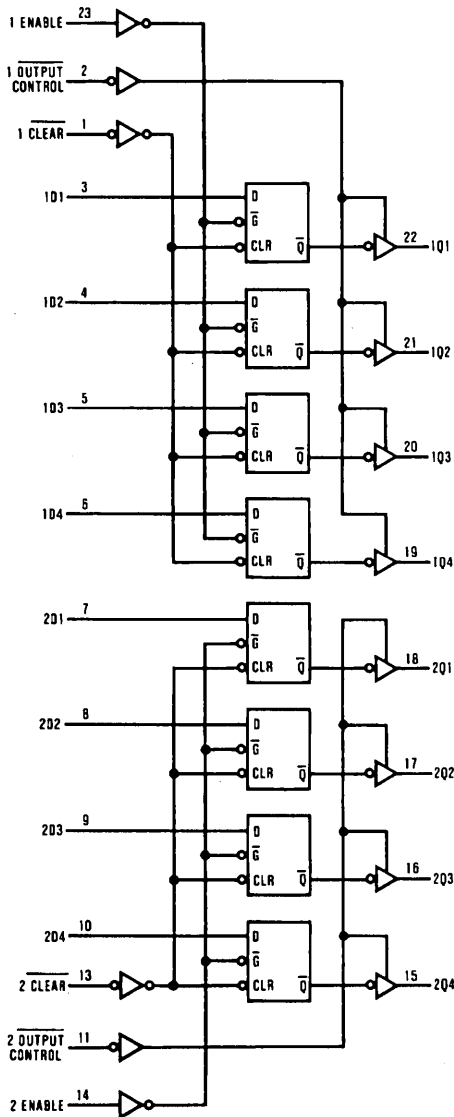 23
1 ENABLE
2
1 OUTPUT
CONTROL
1
1 CLEAR
3
1D1
D
G
CLR
Q
22
1Q1
4
1D2
D
G
CLR
Q
21
1Q2
5
1D3
D
G
CLR
Q
20
1Q3
6
1D4
D
G
CLR
Q
19
1Q4
7
2D1
D
G
CLR
Q
18
2Q1
8
2D2
D
G
CLR
Q
17
2Q2
9
2D3
D
G
CLR
Q
16
2Q3
10
2D4
D
G
CLR
Q
15
2Q4
13
2 CLEAR
11
2 OUTPUT
CONTROL
14
2 ENABLE